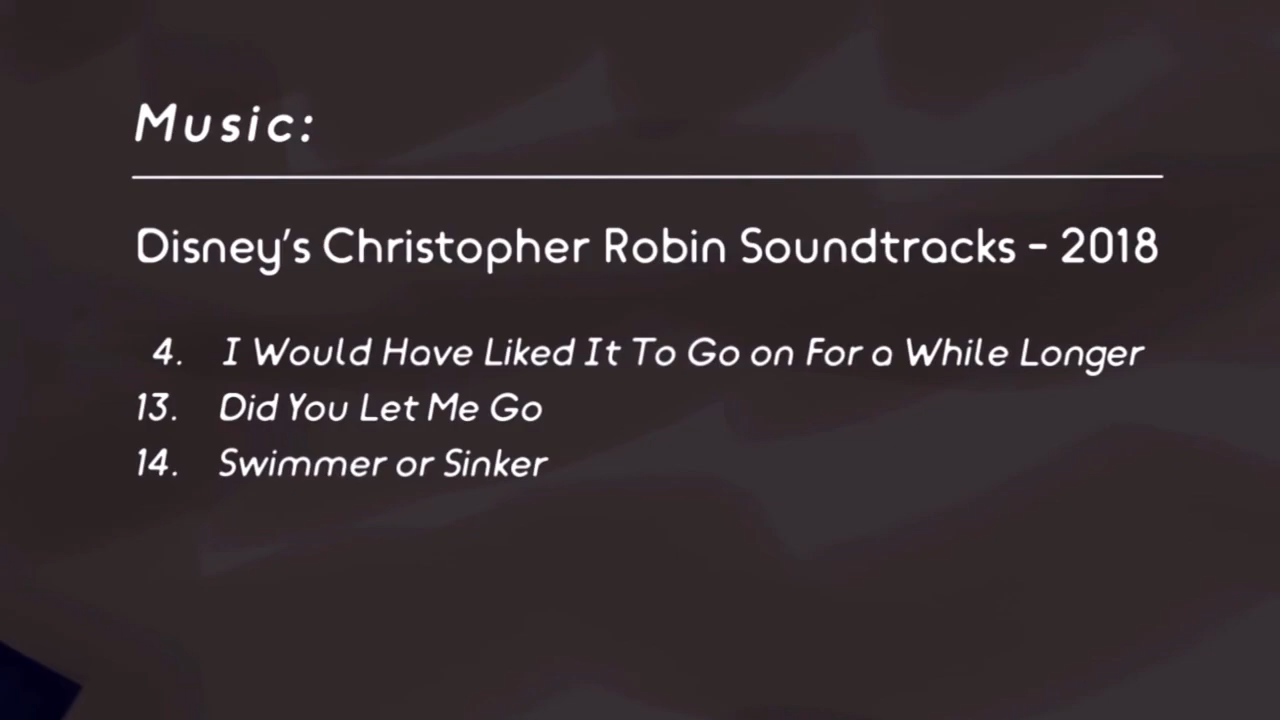 Music:
Disney's Christopher Robin Soundtracks - 2018
4. I Would Have Liked It To Go on For a While Longer
13. Did You Let Me Go
14. Swimmer or Sinker